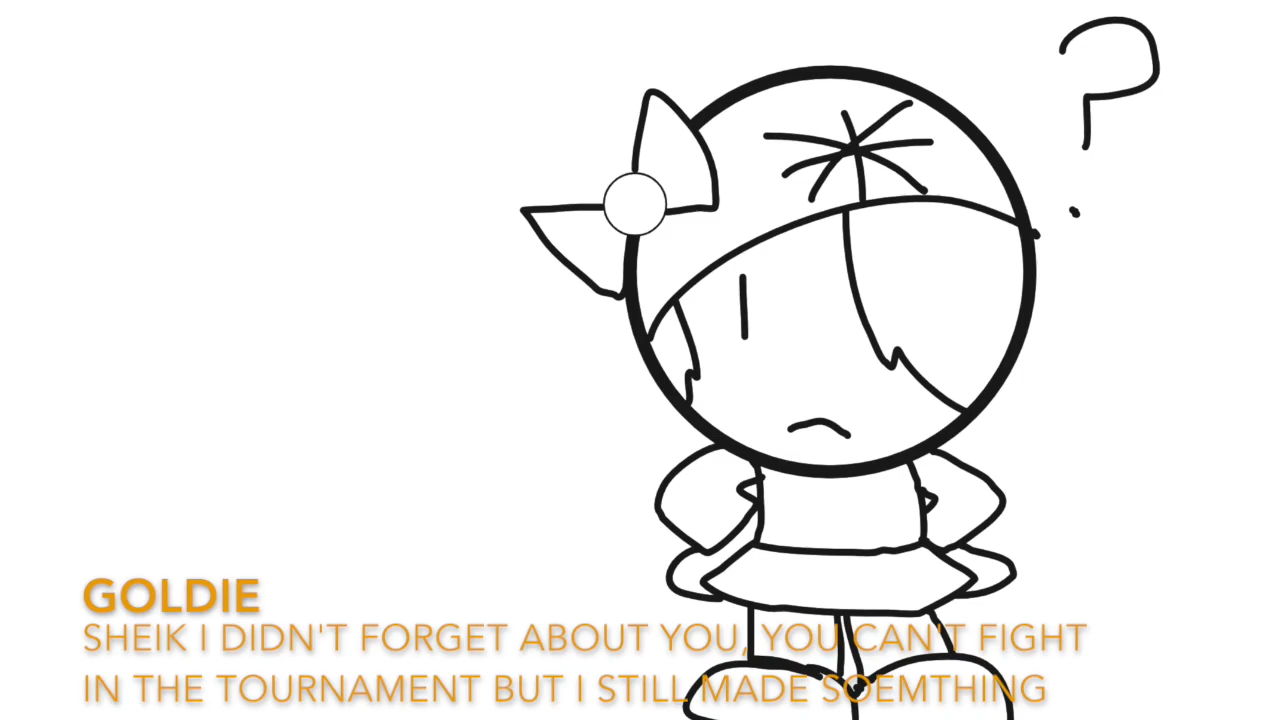 ?
GOLDIE
SHEIK I DIDN'T FORGET ABOUT YOU, YOU CAN'T FIGHT
IN THE TOURNAMENT BUT I STILL MADE SOEMTHING